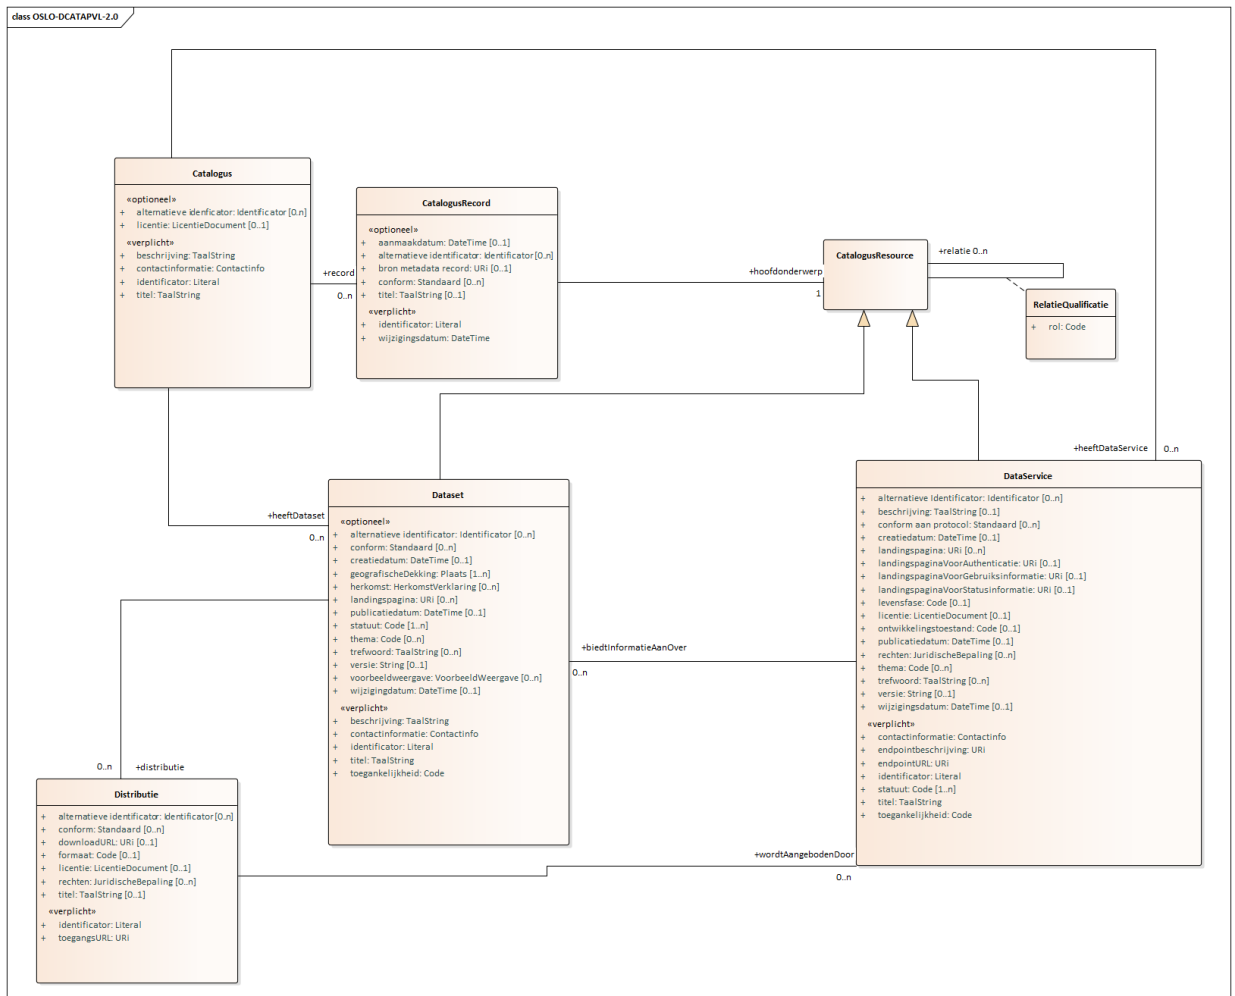 class OSLO-DCATAPVL-2.0
Catalogus
«optioneel»
+ alternatieve idenficator: Identificator [0.n]
+ licentie: LicentieDocument [0..1]
«verplicht»
+ beschrijving: TaalString
+ contactinformatie: Contactinfo
+ identificator: Literal
+ titel: TaalString
+record
0..n
CatalogusRecord
«optioneel»
+ aanmaakdatum: DateTime [0..1]
+ alternatieve identificator: Identificator [0..n]
+ bron metadata record: URi [0..1]
+ conform: Standaard [0..n]
+ titel: TaalString [0..1]
«verplicht»
+ identificator: Literal
+ wijzigingsdatum: DateTime
+hoofdonderwerp
1
CatalogusResource
+relatie 0..n
RelatieQualificatie
+ rol: Code
+heeftDataService
0..n
+heeftDataset
0..n
Dataset
«optioneel»
+ alternatieve identificator: Identificator [0..n]
+ conform: Standaard [0..n]
+ creatiedatum: DateTime [0..1]
+ geografischeDekking: Plaats [1..n]
+ herkomst: HerkomstVerklaring [0..n]
+ landingspagina: URi [0..n]
+ publicatiedatum: DateTime [0..1]
+ statuut: Code [1..n]
+ thema: Code [0..n]
+ trefwoord: TaalString [0..n]
+ versie: String [0..1]
+ voorbeeldweergave: VoorbeeldWeergave [0..n]
+ wijzigingdatum: DateTime [0..1]
«verplicht»
+ beschrijving: TaalString
+ contactinformatie: Contactinfo
+ identificator: Literal
+ titel: TaalString
+ toegankelijkheid: Code
+biedtInformatieAanOver
0..n
DataService
+ alternatieve Identificator: Identificator [0..n]
+ beschrijving: TaalString [0..1]
+ conform aan protocol: Standaard [0..n]
+ creatiedatum: DateTime [0..1]
+ landingspagina: URi [0..n]
+ landingspaginaVoorAuthenticatie: URi [0..1]
+ landingspaginaVoorGebruiksinformatie: URi [0..1]
+ landingspaginaVoorStatusinformatie: URi [0..1]
+ levensfase: Code [0..1]
+ licentie: LicentieDocument [0..1]
+ ontwikkelingstoestand: Code [0..1]
+ publicatiedatum: DateTime [0..1]
+ rechten: JuridischeBepaling [0..n]
+ thema: Code [0..n]
+ trefwoord: TaalString [0..n]
+ versie: String [0..1]
+ wijzigingsdatum: DateTime [0..1]
«verplicht»
+ contactinformatie: Contactinfo
+ endpointbeschrijving: URi
+ endpointURL: URi
+ identificator: Literal
+ statuut: Code [1..n]
+ titel: TaalString
+ toegankelijkheid: Code
0..n
+distributie
Distributie
+ alternatieve identificator: Identificator [0..n]
+ conform: Standaard [0..n]
+ downloadURL: URi [0..1]
+ formaat: Code [0..1]
+ licentie: LicentieDocument [0..1]
+ rechten: JuridischeBepaling [0..n]
+ titel: TaalString [0..1]
«verplicht»
+ identificator: Literal
+ toegangsURL: URi
+wordtAangebodenDoor
0..n